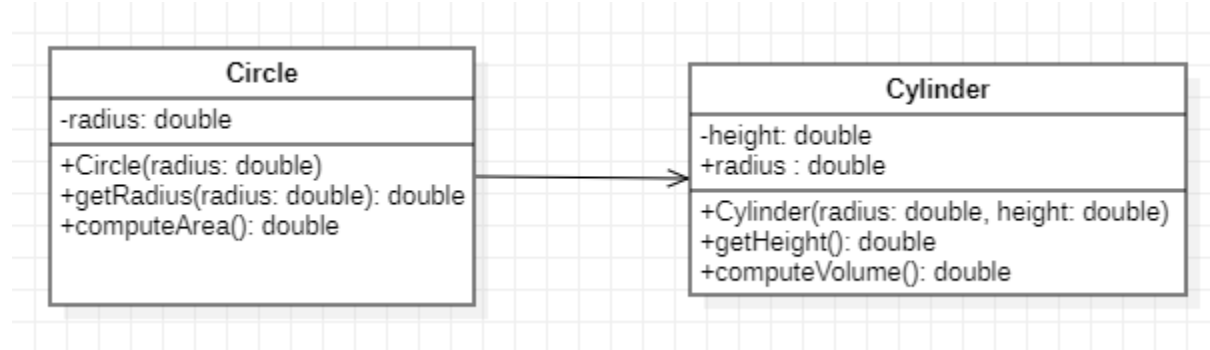 Circle
-radius: double
+Circle(radius: double)
+getRadius(radius: double): double
+computeArea(): double
Cylinder
-height: double
+radius : double
+Cylinder(radius: double, height: double)
+getHeight(): double
+computeVolume(): double